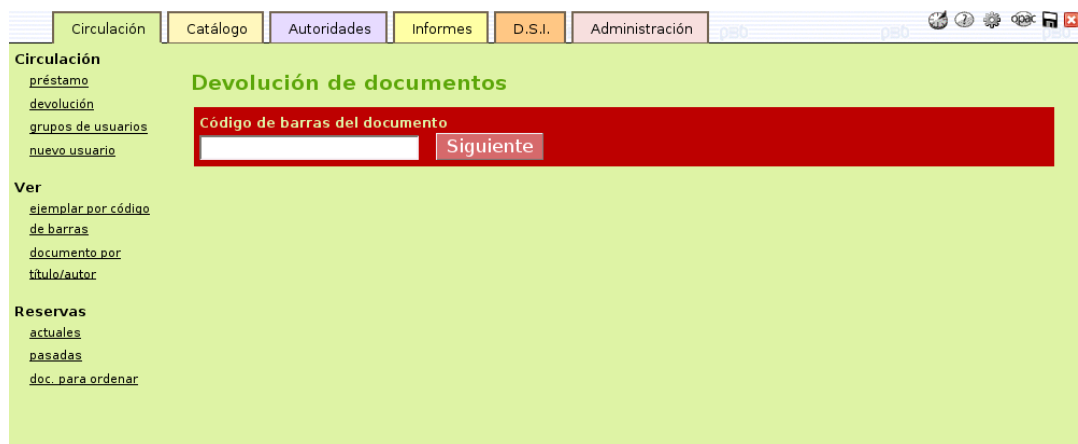 Circulación
Catálogo
Autoridades
Informes
D.S.I.
Administración
opac
Circulación
préstamo
devolución
grupos de usuarios
nuevo usuario
Ver
ejemplar por código
de barras
documento por
título/autor
Reservas
actuales
pasadas
doc. para ordenar
Devolución de documentos
Código de barras del documento
Siguiente